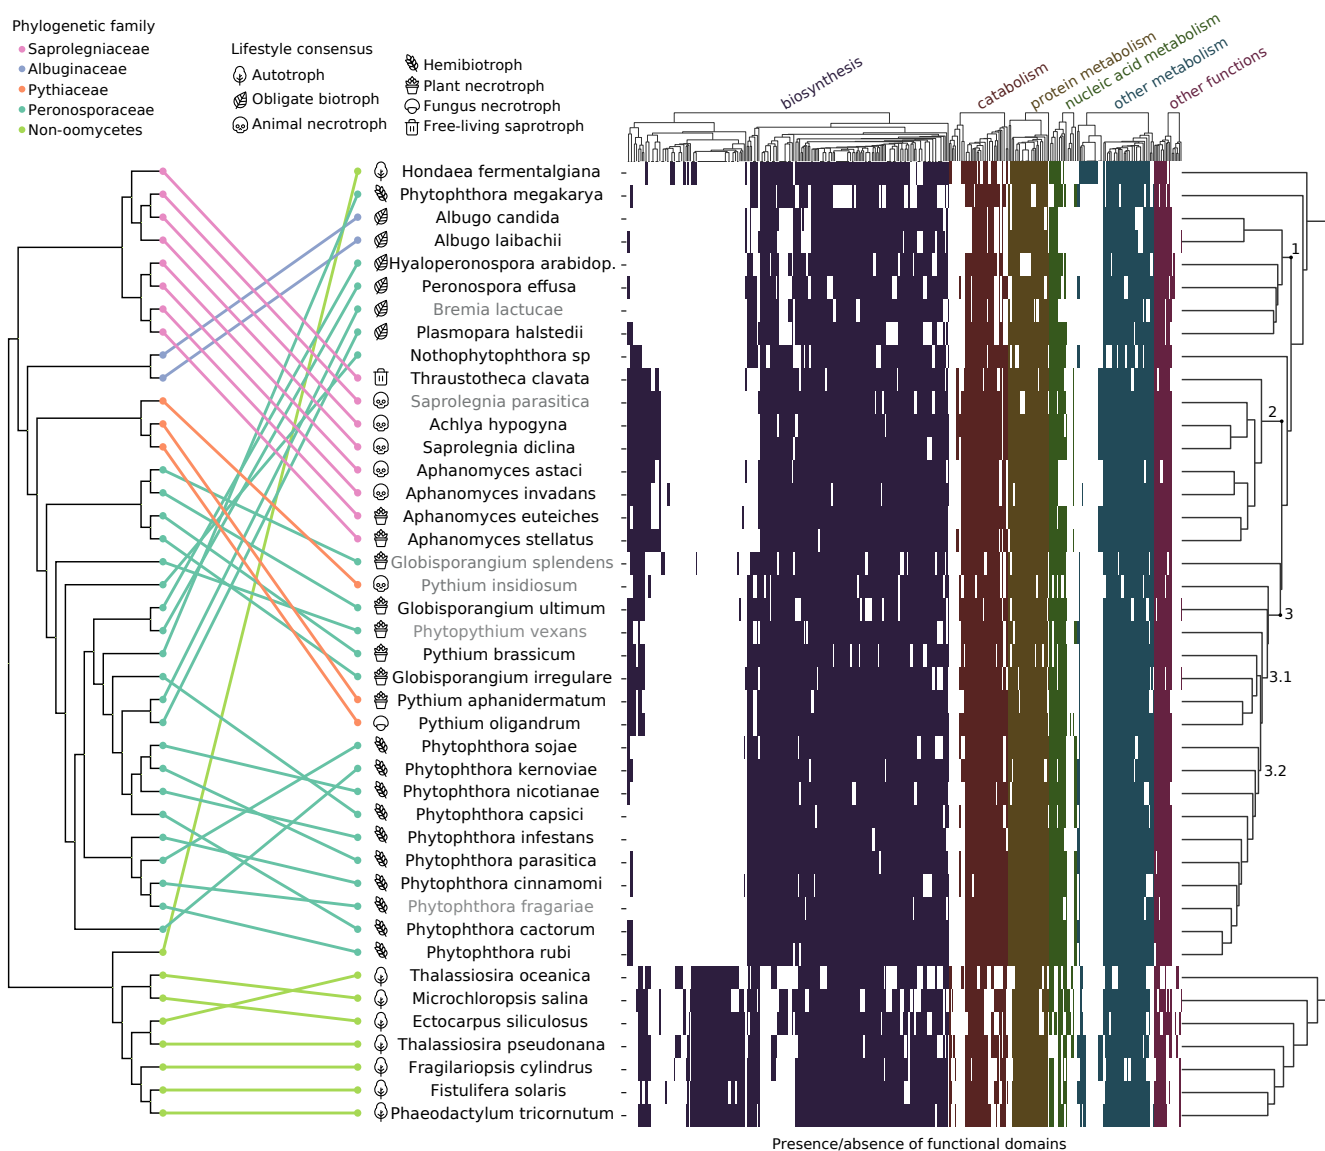 Phylogenetic family
Saprolegniaceae
Albuginaceae
Pythiaceae
Peronosporaceae
Non-oomycetes
Lifestyle consensus
Autotroph
Obligate biotroph
Animal necrotroph
Hemibiotroph
Plant necrotroph
Fungus necrotroph
Free-living saprotroph
biosynthesis
catabolism
protein metabolism
nucleic acid metabolism
other metabolism
other functions
Hondaea fermentalgiana
Phytophthora megakarya
Albugo candida
Albugo laibachii
Hyaloperonospora arabidop.
Peronospora effusa
Bremia lactucae
Plasmopara halstedii
Nothophytophthora sp
Thraustotheca clavata
Saprolegnia parasitica
Achlya hypogyna
Saprolegnia diclina
Aphanomyces astaci
Aphanomyces invadans
Aphanomyces euteiches
Aphanomyces stellatus
Globisporangium splendens
Pythium insidiosum
Globisporangium ultimum
Phytopythium vexans
Pythium brassicum
Globisporangium irregulare
Pythium aphanidermatum
Pythium oligandrum
Phytophthora sojae
Phytophthora kernoviae
Phytophthora nicotianae
Phytophthora capsici
Phytophthora infestans
Phytophthora parasitica
Phytophthora cinnamomi
Phytophthora fragariae
Phytophthora cactorum
Phytophthora rubi
Thalassiosira oceanica
Microchloropsis salina
Ectocarpus siliculosus
Thalassiosira pseudonana
Fragilariopsis cylindrus
Fistulifera solaris
Phaeodactylum tricornutum
1
2
3
3.1
3.2
Presence/absence of functional domains